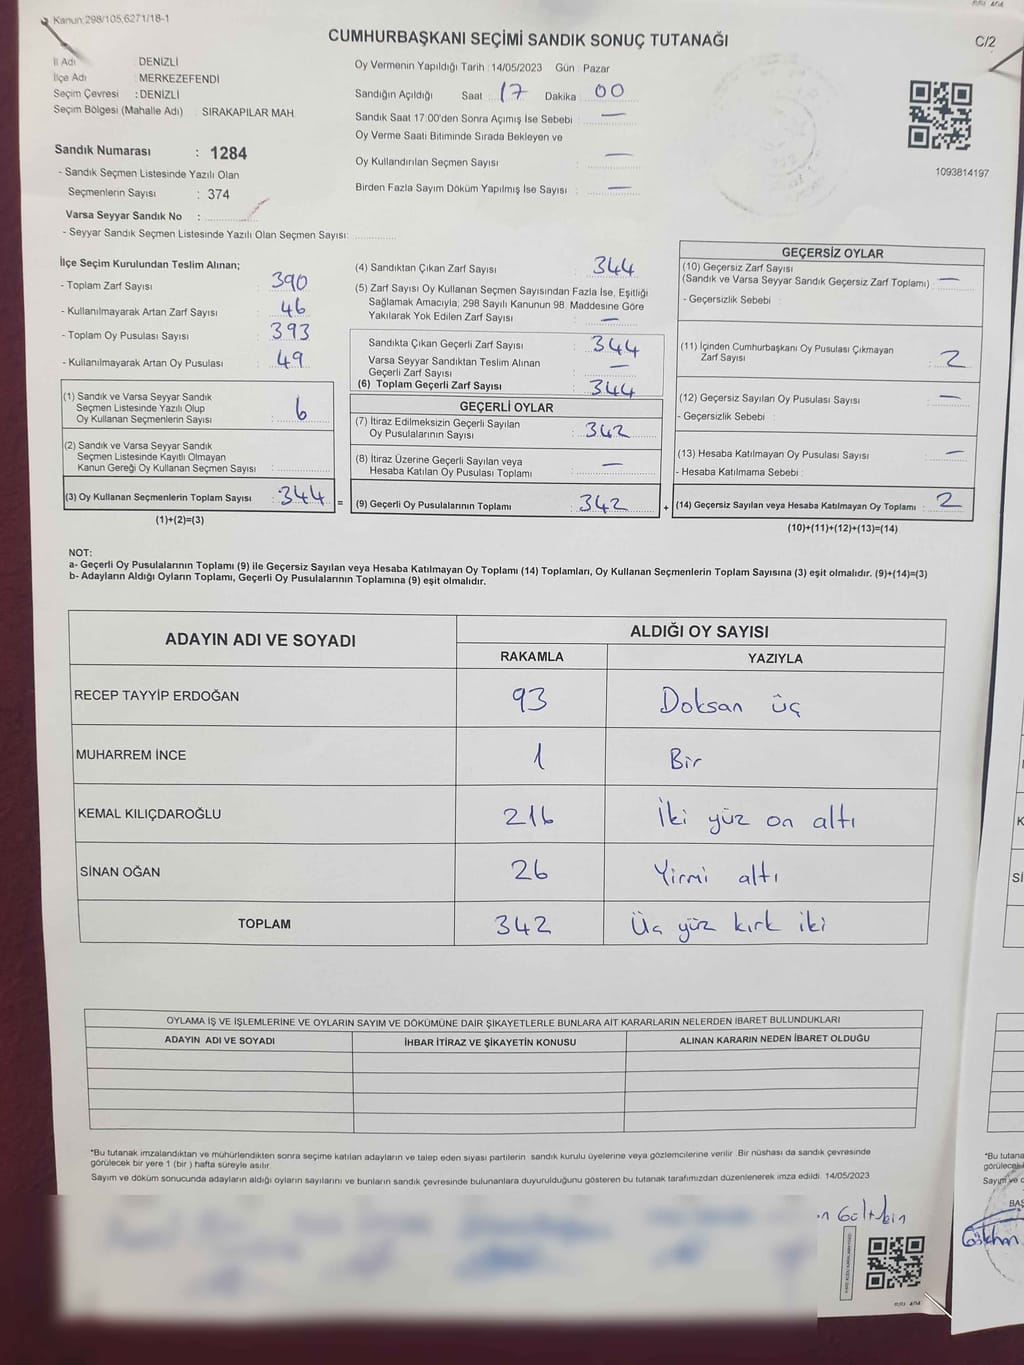 Kanun:298/105;6271/18-1
CUMHURBAŞKANI SEÇİMİ SANDIK SONUÇ TUTANAĞI
C/2
İl Adı : DENİZLİ
İlçe Adı : MERKEZEFENDİ
Seçim Çevresi : DENİZLİ
Seçim Bölgesi (Mahalle Adı) : SIRAKAPILAR MAH.
Oy Vermenin Yapıldığı Tarih :14/05/2023 Gün : Pazar
Sandığın Açıldığı Saat : 17 Dakika : 00
Sandık Saat 17.00'den Sonra Açımış İse Sebebi : —
Oy Verme Saati Bitiminde Sırada Bekleyen ve
Oy Kullandırılan Seçmen Sayısı : —
Birden Fazla Sayım Döküm Yapılmış İse Sayısı : —
1093814197
Sandık Numarası : 1284
- Sandık Seçmen Listesinde Yazılı Olan
Seçmenlerin Sayısı : 374
Varsa Seyyar Sandık No :
- Seyyar Sandık Seçmen Listesinde Yazılı Olan Seçmen Sayısı:
İlçe Seçim Kurulundan Teslim Alınan;
- Toplam Zarf Sayısı : 390
- Kullanılmayarak Artan Zarf Sayısı : 46
- Toplam Oy Pusulası Sayısı : 393
- Kullanılmayarak Artan Oy Pusulası : 49
(1) Sandık ve Varsa Seyyar Sandık
Seçmen Listesinde Yazılı Olup
Oy Kullanan Seçmenlerin Sayısı : 6
(2) Sandık ve Varsa Seyyar Sandık
Seçmen Listesinde Kayıtlı Olmayan
Kanun Gereği Oy Kullanan Seçmen Sayısı :
(3) Oy Kullanan Seçmenlerin Toplam Sayısı : 344 =
(1)+(2)=(3)
(4) Sandıktan Çıkan Zarf Sayısı : 344
(5) Zarf Sayısı Oy Kullanan Seçmen Sayısından Fazla İse, Eşitliği
Sağlamak Amacıyla; 298 Sayılı Kanunun 98. Maddesine Göre
Yakılarak Yok Edilen Zarf Sayısı : —
Sandıkta Çıkan Geçerli Zarf Sayısı : 344
Varsa Seyyar Sandıktan Teslim Alınan
Geçerli Zarf Sayısı : —
(6) Toplam Geçerli Zarf Sayısı : 344
GEÇERLİ OYLAR
(7) İtiraz Edilmeksizin Geçerli Sayılan
Oy Pusulalarının Sayısı : 342
(8) İtiraz Üzerine Geçerli Sayılan veya
Hesaba Katılan Oy Pusulası Toplamı : —
(9) Geçerli Oy Pusulalarının Toplamı : 342 +
GEÇERSİZ OYLAR
(10) Geçersiz Zarf Sayısı
(Sandık ve Varsa Seyyar Sandık Geçersiz Zarf Toplamı) : —
- Geçersizlik Sebebi :
(11) İçinden Cumhurbaşkanı Oy Pusulası Çıkmayan
Zarf Sayısı : 2
(12) Geçersiz Sayılan Oy Pusulası Sayısı : —
- Geçersizlik Sebebi :
(13) Hesaba Katılmayan Oy Pusulası Sayısı : —
- Hesaba Katılmama Sebebi :
(14) Geçersiz Sayılan veya Hesaba Katılmayan Oy Toplamı : 2
(10)+(11)+(12)+(13)=(14)
NOT:
a- Geçerli Oy Pusulalarının Toplamı (9) ile Geçersiz Sayılan veya Hesaba Katılmayan Oy Toplamı (14) Toplamları, Oy Kullanan Seçmenlerin Toplam Sayısına (3) eşit olmalıdır. (9)+(14)=(3)
b- Adayların Aldığı Oyların Toplamı, Geçerli Oy Pusulalarının Toplamına (9) eşit olmalıdır.
ADAYIN ADI VE SOYADI
ALDIĞI OY SAYISI
RAKAMLA YAZIYLA
RECEP TAYYİP ERDOĞAN 93 Doksan üç
MUHARREM İNCE 1 Bir
KEMAL KILIÇDAROĞLU 216 İki yüz on altı
SİNAN OĞAN 26 Yirmi altı
TOPLAM 342 Üç yüz kırk iki
OYLAMA İŞ VE İŞLEMLERİNE VE OYLARIN SAYIM VE DÖKÜMÜNE DAİR ŞİKAYETLERLE BUNLARA AİT KARARLARIN NELERDEN İBARET BULUNDUKLARI
ADAYIN ADI VE SOYADI İHBAR İTİRAZ VE ŞİKAYETİN KONUSU ALINAN KARARIN NEDEN İBARET OLDUĞU
*Bu tutanak imzalandıktan ve mühürlendikten sonra seçime katılan adayların ve talep eden siyasi partilerin sandık kurulu üyelerine veya gözlemcilerine verilir. Bir nüshası da sandık çevresinde
görülecek bir yere 1 (bir ) hafta süreyle asılır.
Sayım ve döküm sonucunda adayların aldığı oyların sayılarını ve bunların sandık çevresinde bulunanlara duyurulduğunu gösteren bu tutanak tarafımızdan düzenlenerek imza edildi. 14/05/2023
*Bu tutana
görülecek
Sayım ve d
BAŞ
Gökhan